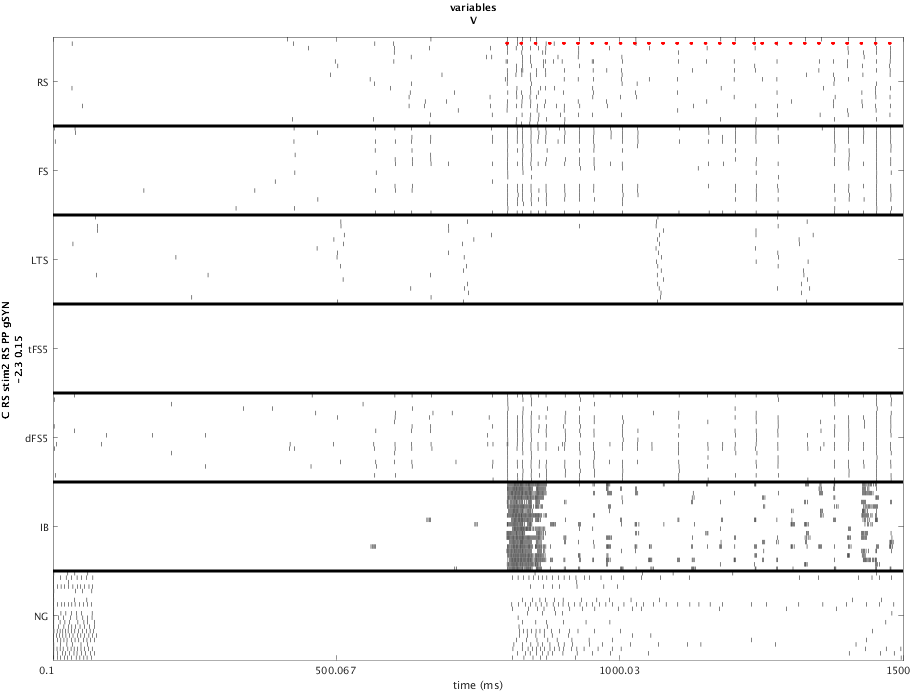 variables
V
RS
FS
LTS
tFS5
dFS5
IB
NG
C RS stim2 RS PP gSYN
-2.3 0.15
0.1
500.067
1000.03
1500
time (ms)